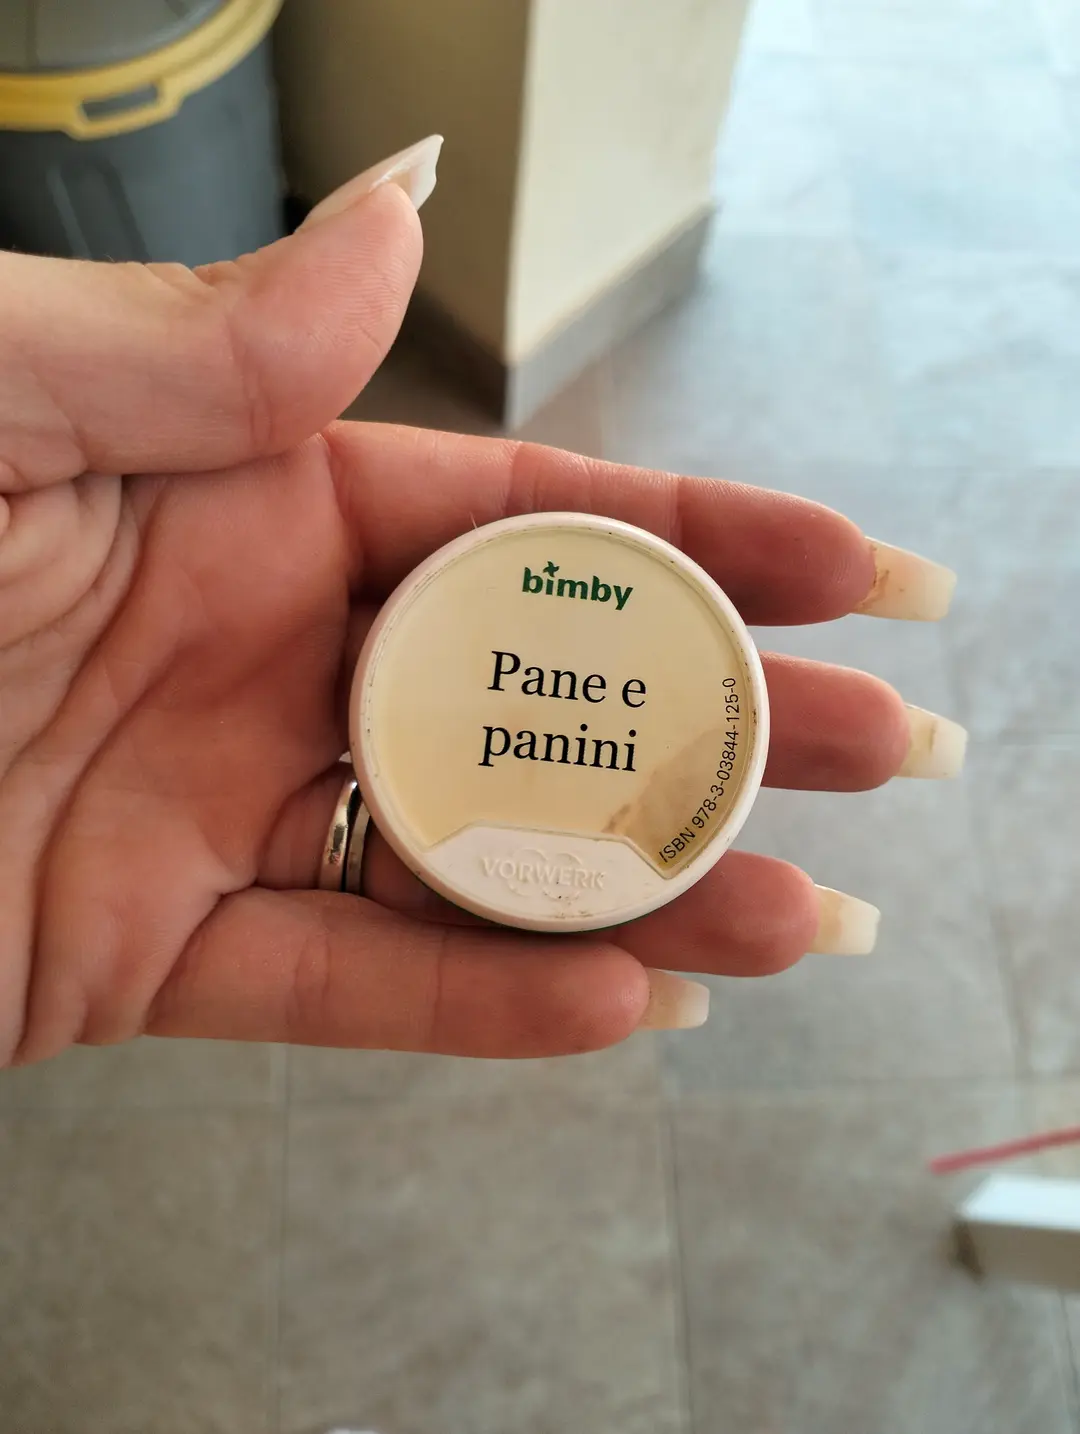 bimby
Pane e
panini
ISBN 978-3-03844-125-0
VORWERK